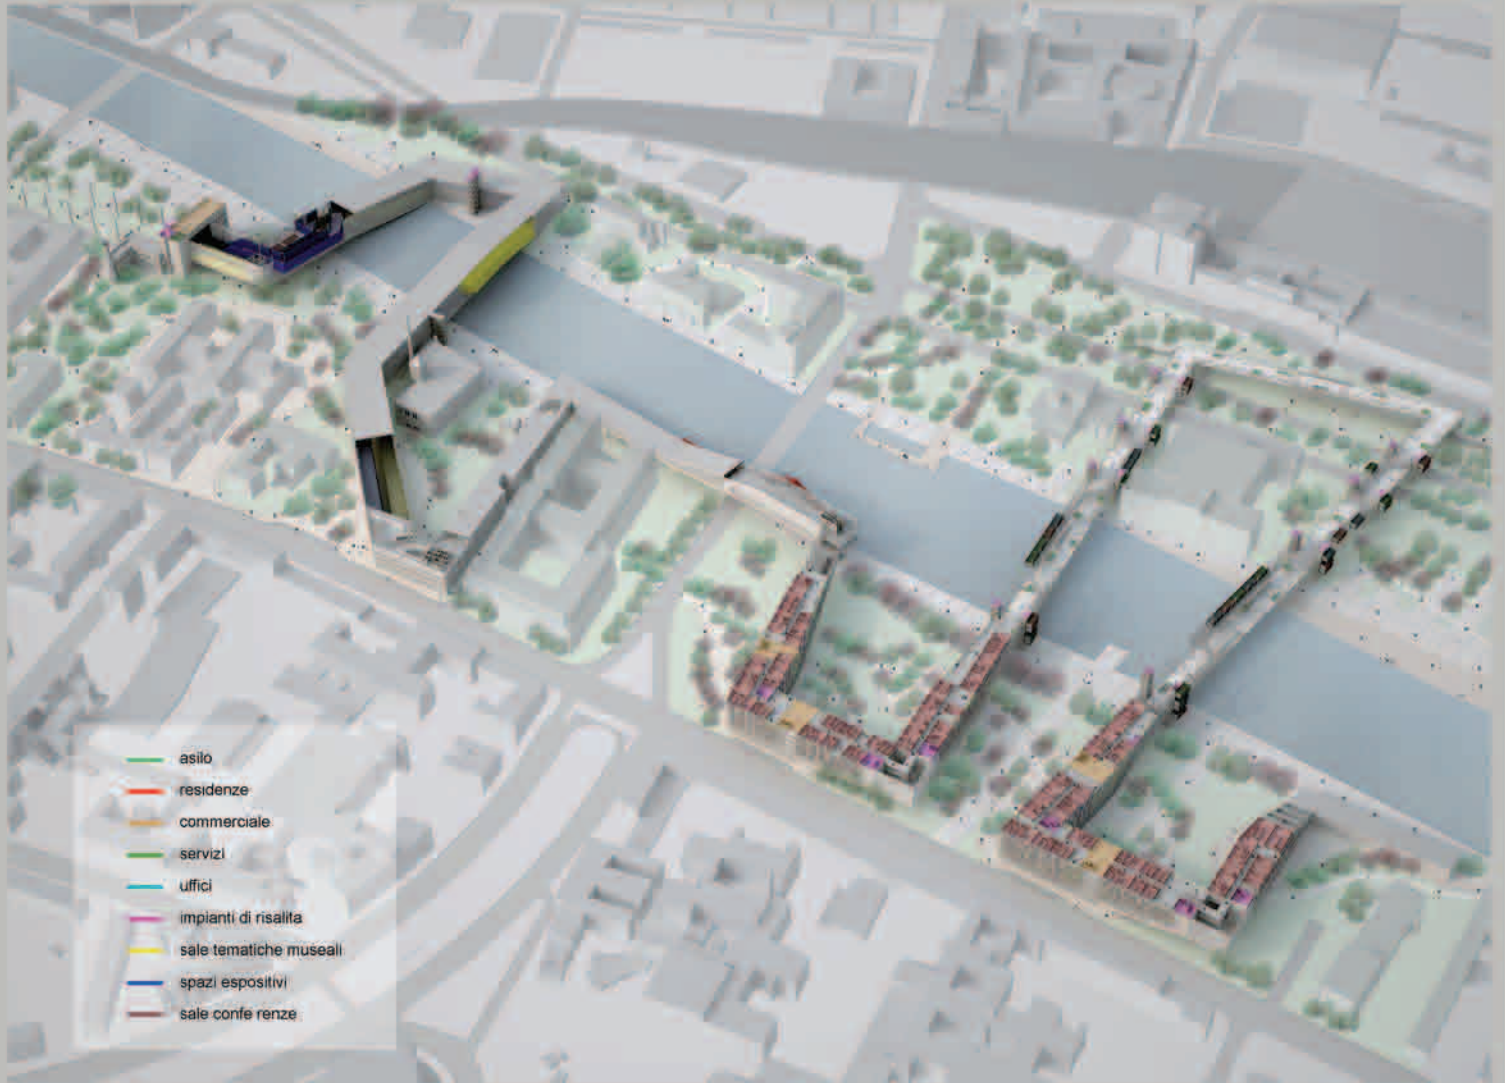 asilo
residenze
commerciale
servizi
uffici
impianti di risalita
sale tematiche museali
spazi espositivi
sale confe renze